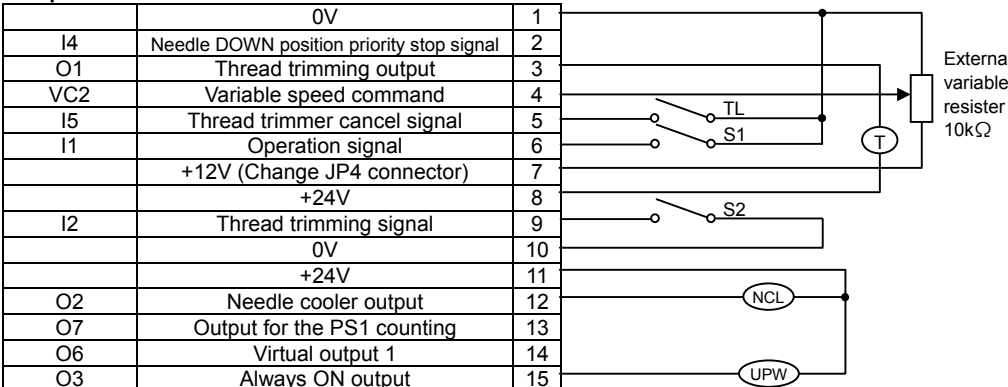 0V 1
I4 Needle DOWN position priority stop signal 2
O1 Thread trimming output 3
VC2 Variable speed command 4
I5 Thread trimmer cancel signal 5
I1 Operation signal 6
+12V (Change JP4 connector) 7
+24V 8
I2 Thread trimming signal 9
0V 10
+24V 11
O2 Needle cooler output 12
O7 Output for the PS1 counting 13
O6 Virtual output 1 14
O3 Always ON output 15
TL
S1
T
Externa
variable
resister
10kΩ
S2
NCL
UPW